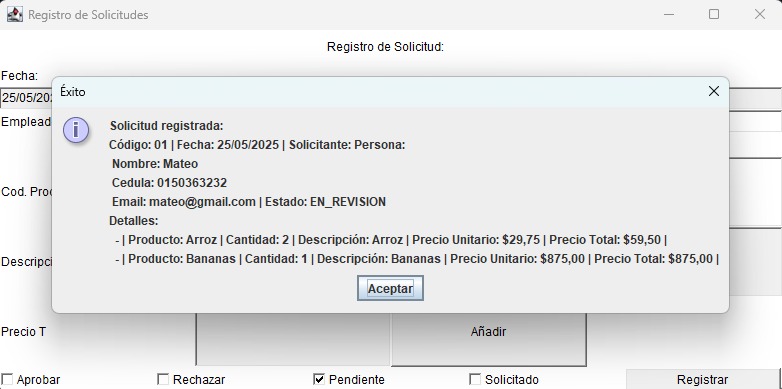 Registro de Solicitudes
Registro de Solicitud:
Fecha:
Éxito
25/05/202
Emplead
Solicitud registrada:
Código: 01 | Fecha: 25/05/2025 | Solicitante: Persona:
Nombre: Mateo
Cedula: 0150363232
Cod. Proc
Email: mateo@gmail.com | Estado: EN_REVISION
Detalles:
- | Producto: Arroz | Cantidad: 2 | Descripción: Arroz | Precio Unitario: $29,75 | Precio Total: $59,50 |
Descripci
- | Producto: Bananas | Cantidad: 1 | Descripción: Bananas | Precio Unitario: $875,00 | Precio Total: $875,00 |
Aceptar
Precio T
Añadir
Aprobar
Rechazar
Pendiente
Solicitado
Registrar